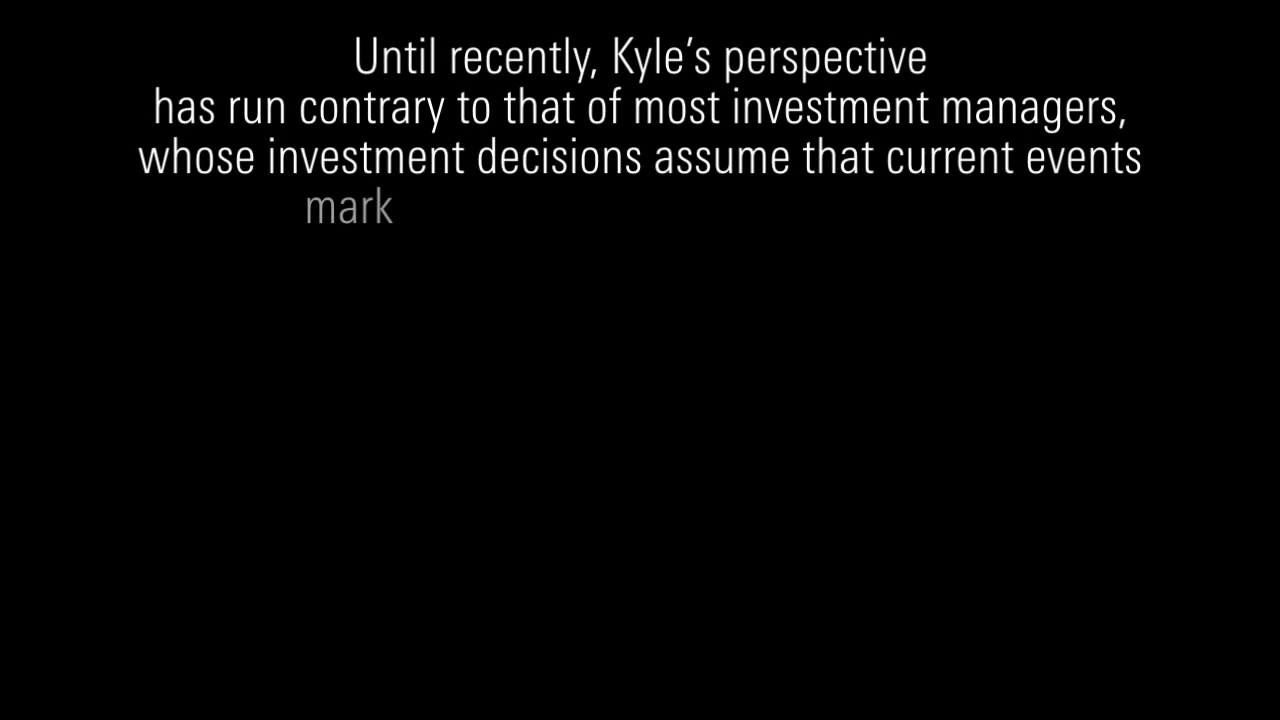 Until recently, Kyle’s perspective
has run contrary to that of most investment managers,
whose investment decisions assume that current events
mark